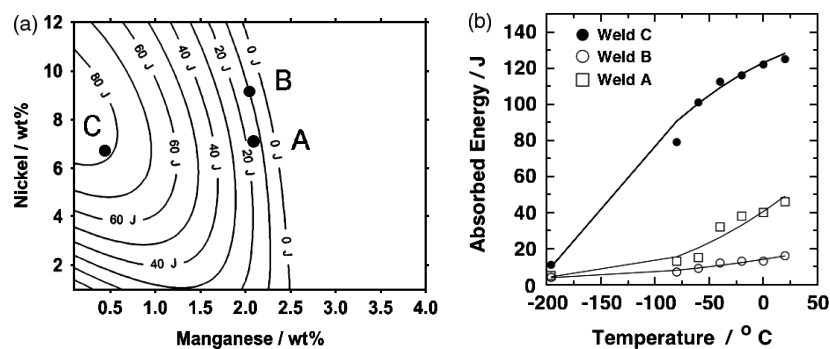 (a)
12
10
8
6
4
2
Nickel / wt%
0.5 1.0 1.5 2.0 2.5 3.0 3.5 4.0
Manganese / wt%
60 J
40 J
20 J
0 J
80 J
B
C
A
60 J
40 J
20 J
0 J
60 J
0 J
40 J
(b)
140
120
100
80
60
40
20
0
Absorbed Energy / J
Weld C
Weld B
Weld A
-200 -150 -100 -50 0 50
Temperature / °C